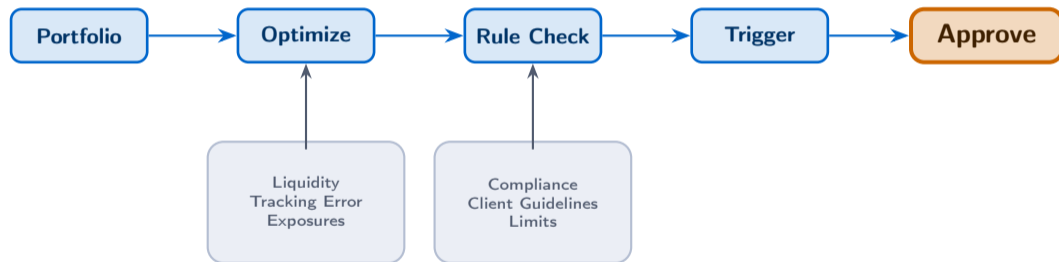 Portfolio
Optimize
Rule Check
Trigger
Approve
Liquidity
Tracking Error
Exposures
Compliance
Client Guidelines
Limits